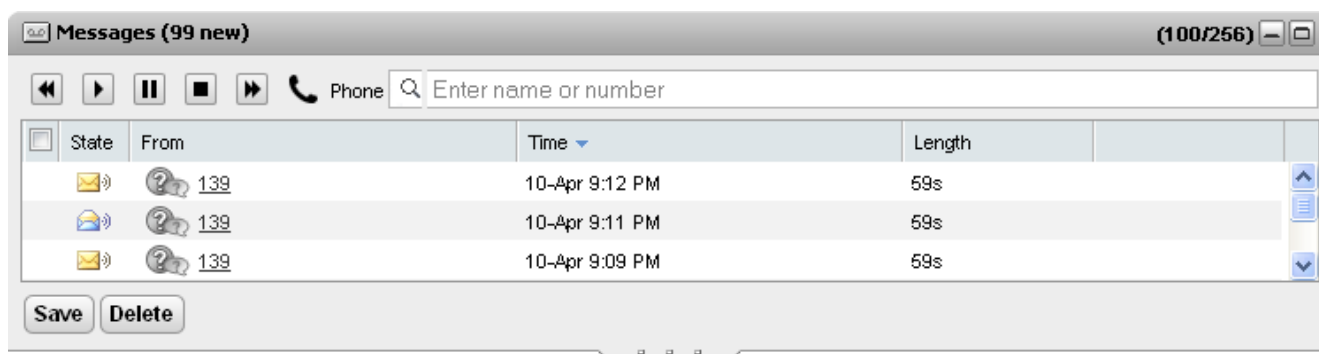 Messages (99 new) (100/256)
Phone Enter name or number
State From Time Length
139 10-Apr 9:12 PM 59s
139 10-Apr 9:11 PM 59s
139 10-Apr 9:09 PM 59s
Save Delete